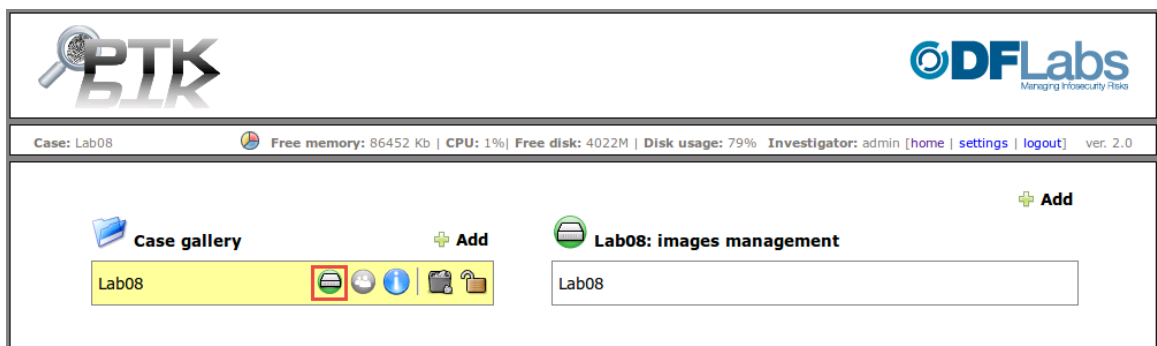 PTK
DFLabs
Managing Infosecurity Risks
Case: Lab08 Free memory: 86452 Kb | CPU: 1%| Free disk: 4022M | Disk usage: 79% Investigator: admin [home | settings | logout] ver. 2.0
Add
Case gallery Add Lab08: images management
Lab08 Lab08